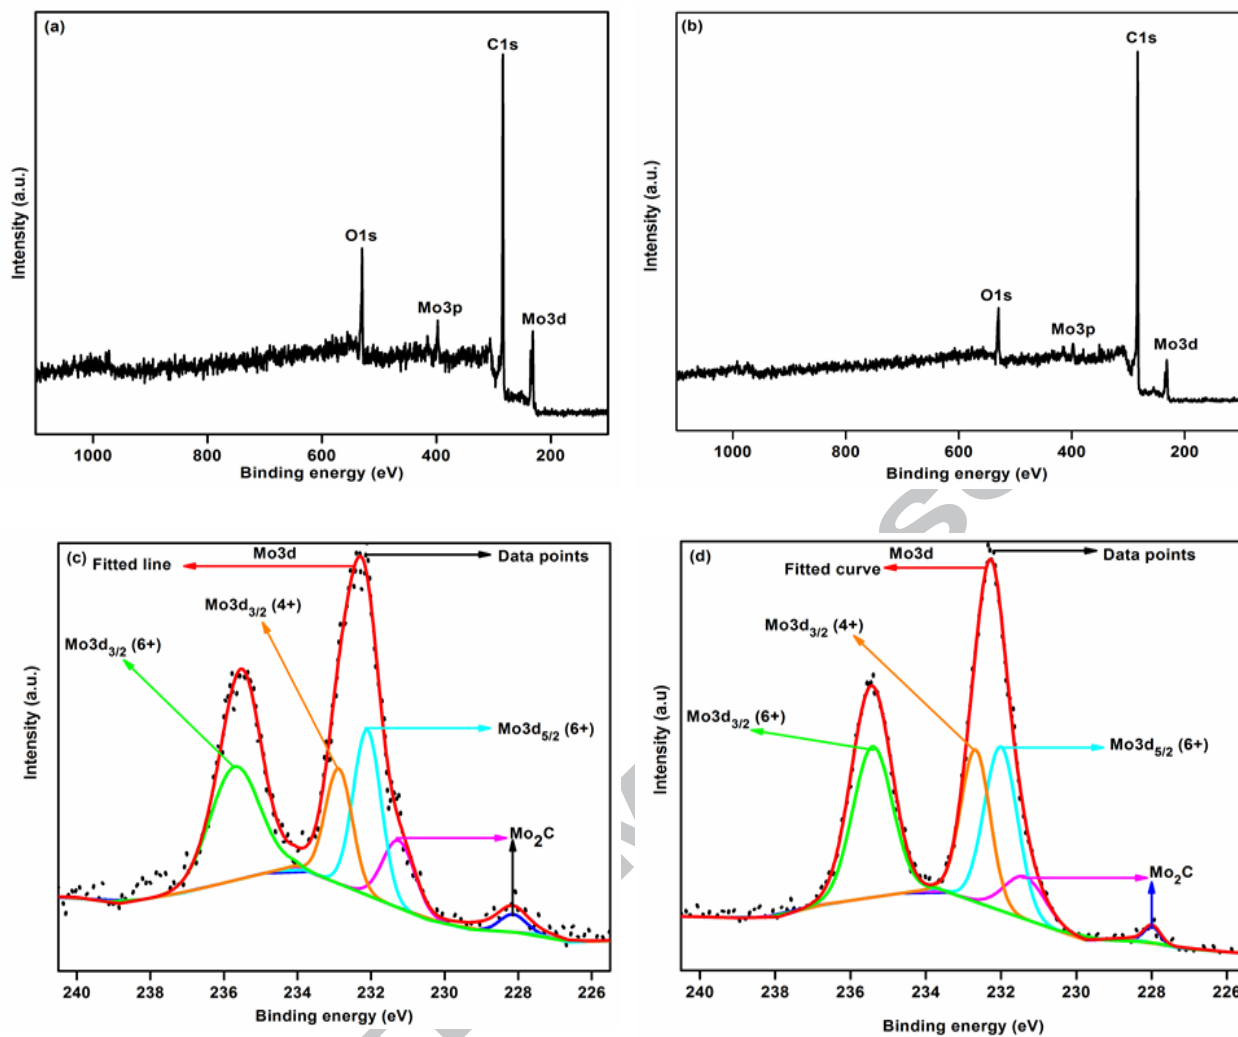 (a)
C1s
O1s
Mo3p
Mo3d
Intensity (a.u.)
1000 800 600 400 200
Binding energy (eV)
(b)
C1s
O1s
Mo3p
Mo3d
Intensity (a.u.)
1000 800 600 400 200
Binding energy (eV)
(c)
Mo3d
Data points
Fitted line
Mo3d3/2 (4+)
Mo3d3/2 (6+)
Mo3d5/2 (6+)
Mo2C
Intensity (a.u.)
240 238 236 234 232 230 228 226
Binding energy (eV)
(d)
Mo3d
Data points
Fitted curve
Mo3d3/2 (4+)
Mo3d3/2 (6+)
Mo3d5/2 (6+)
Mo2C
Intensity (a.u)
240 238 236 234 232 230 228 226
Binding energy (eV)